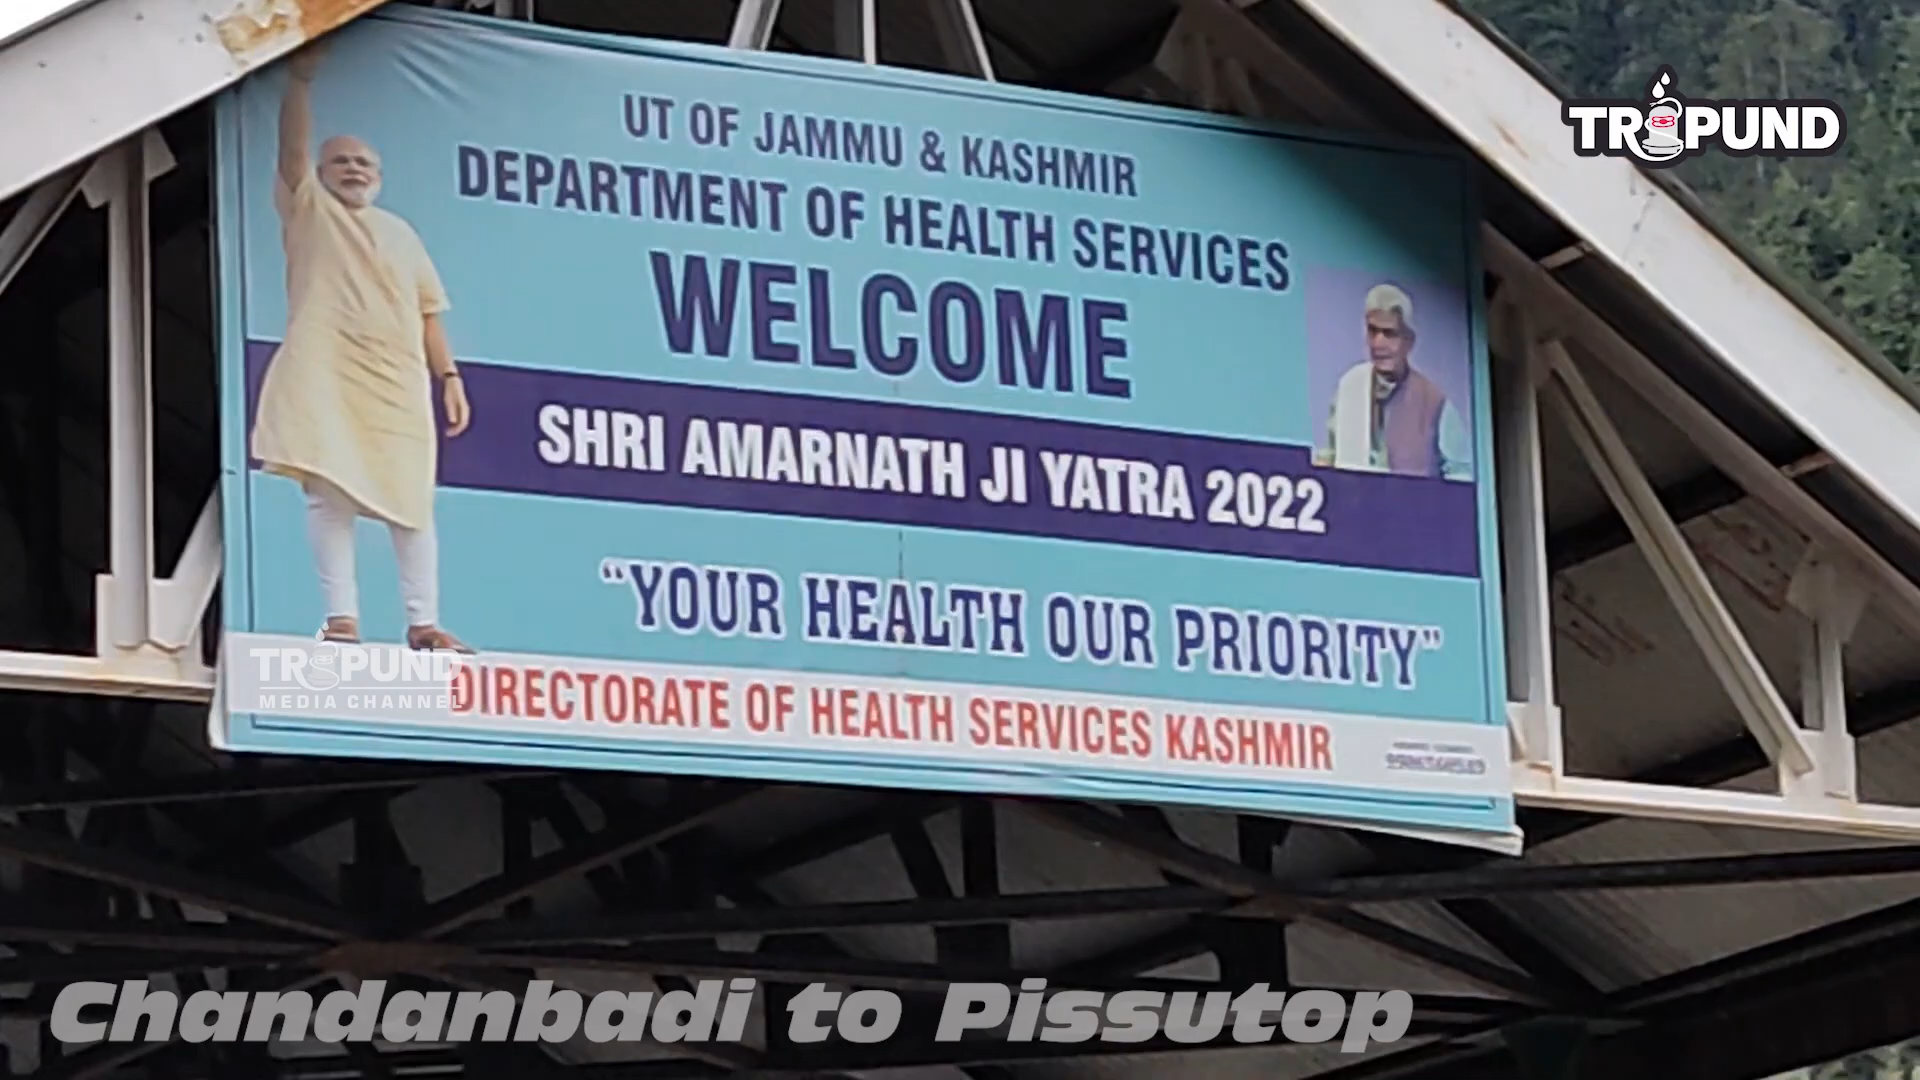 TRIPUND
UT OF JAMMU & KASHMIR
DEPARTMENT OF HEALTH SERVICES
WELCOME
SHRI AMARNATH JI YATRA 2022
"YOUR HEALTH OUR PRIORITY"
TRIPUND
MEDIA CHANNEL
DIRECTORATE OF HEALTH SERVICES KASHMIR
Chandanbadi to Pissutop